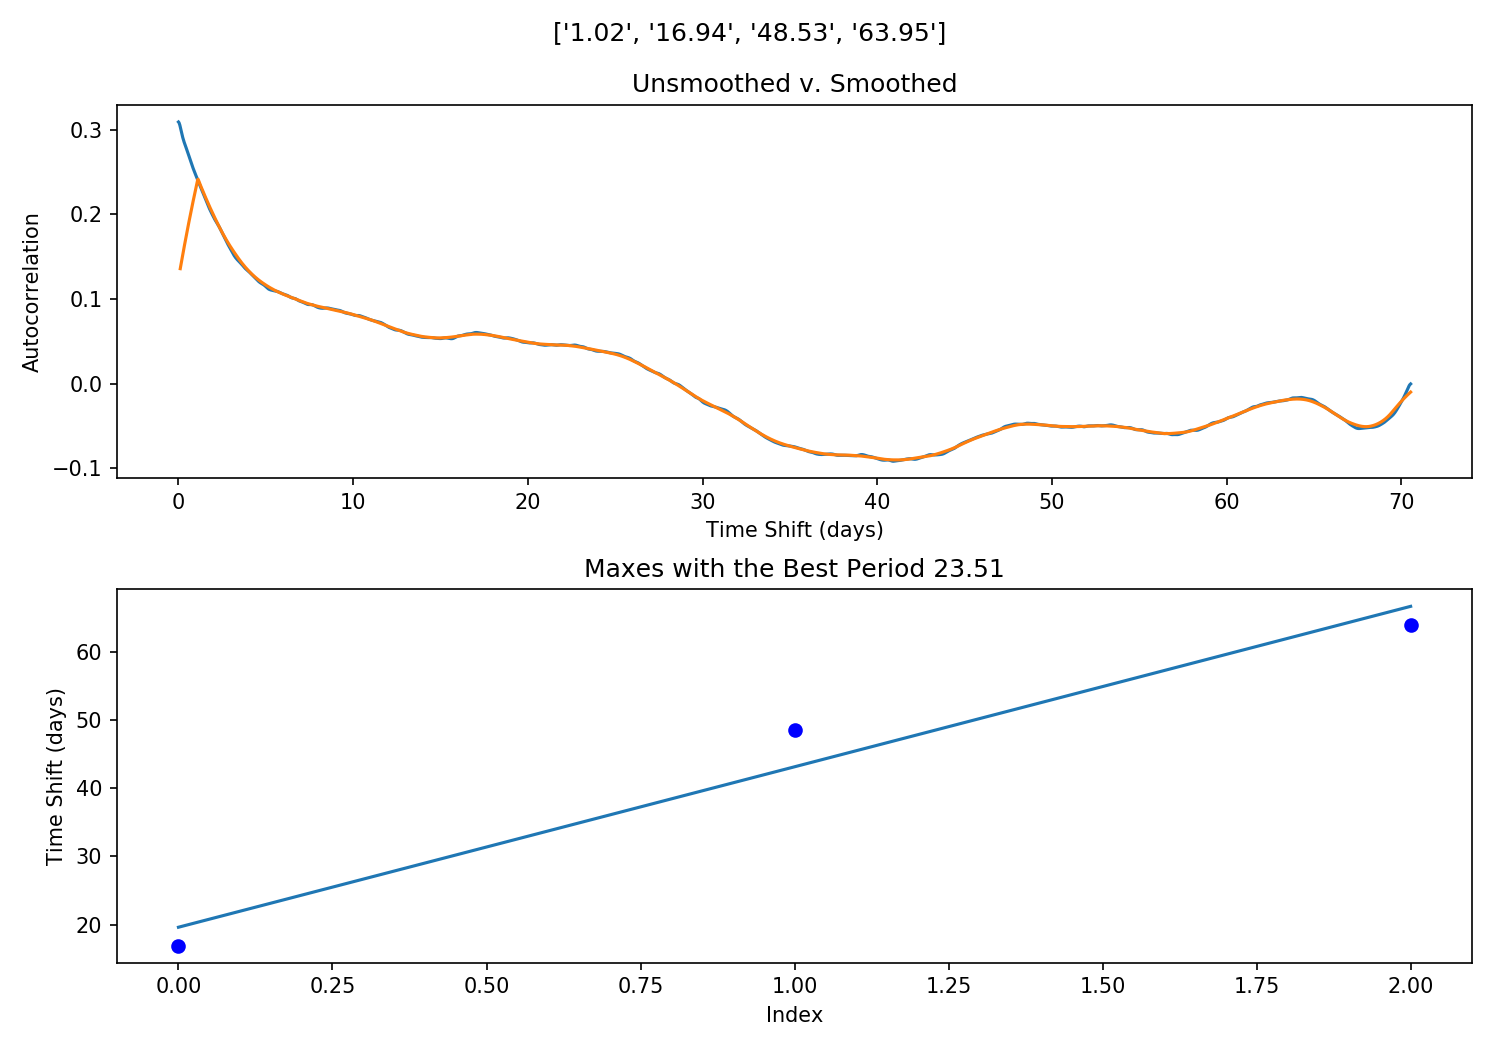 ['1.02', '16.94', '48.53', '63.95']
Unsmoothed v. Smoothed
Autocorrelation
0.3
0.2
0.1
0.0
−0.1
0 10 20 30 40 50 60 70
Time Shift (days)
Maxes with the Best Period 23.51
Time Shift (days)
60
50
40
30
20
0.00 0.25 0.50 0.75 1.00 1.25 1.50 1.75 2.00
Index